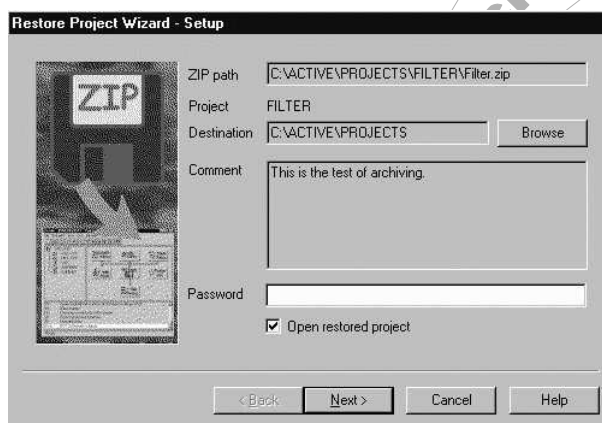 Restore Project Wizard - Setup
ZIP
ZIP path C:\ACTIVE\PROJECTS\FILTER\Filter.zip
Project FILTER
Destination C:\ACTIVE\PROJECTS Browse
Comment This is the test of archiving.
Password
Open restored project
< Back Next > Cancel Help